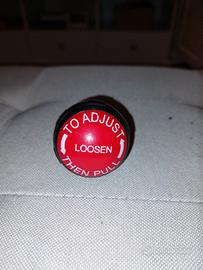 TO ADJUST
LOOSEN
THEN PULL